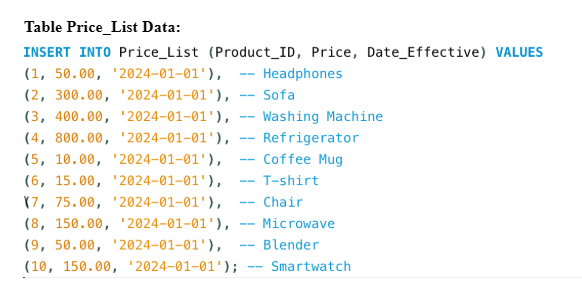 Table Price_List Data:
INSERT INTO Price_List (Product_ID, Price, Date_Effective) VALUES
(1, 50.00, '2024-01-01'),  -- Headphones
(2, 300.00, '2024-01-01'), -- Sofa
(3, 400.00, '2024-01-01'), -- Washing Machine
(4, 800.00, '2024-01-01'), -- Refrigerator
(5, 10.00, '2024-01-01'),  -- Coffee Mug
(6, 15.00, '2024-01-01'),  -- T-shirt
(7, 75.00, '2024-01-01'),  -- Chair
(8, 150.00, '2024-01-01'), -- Microwave
(9, 50.00, '2024-01-01'),  -- Blender
(10, 150.00, '2024-01-01'); -- Smartwatch